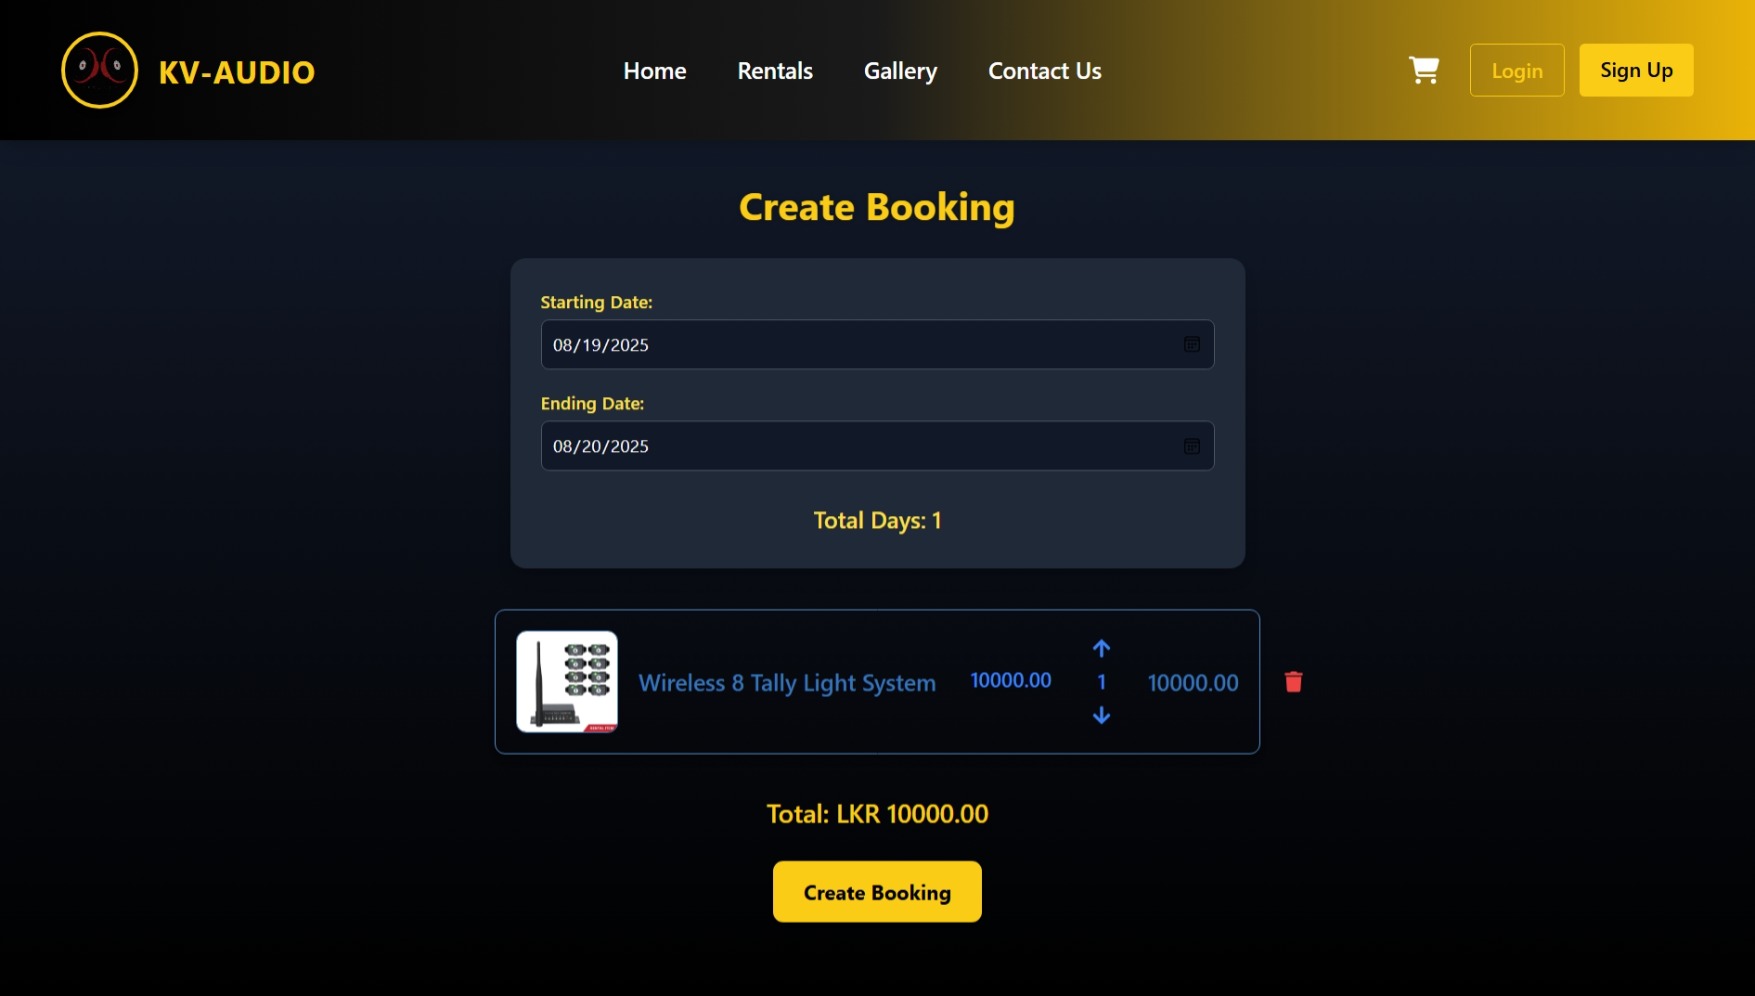 KV-AUDIO
Home Rentals Gallery Contact Us
Login Sign Up
Create Booking
Starting Date:
08/19/2025
Ending Date:
08/20/2025
Total Days: 1
Wireless 8 Tally Light System 10000.00 1 10000.00
Total: LKR 10000.00
Create Booking